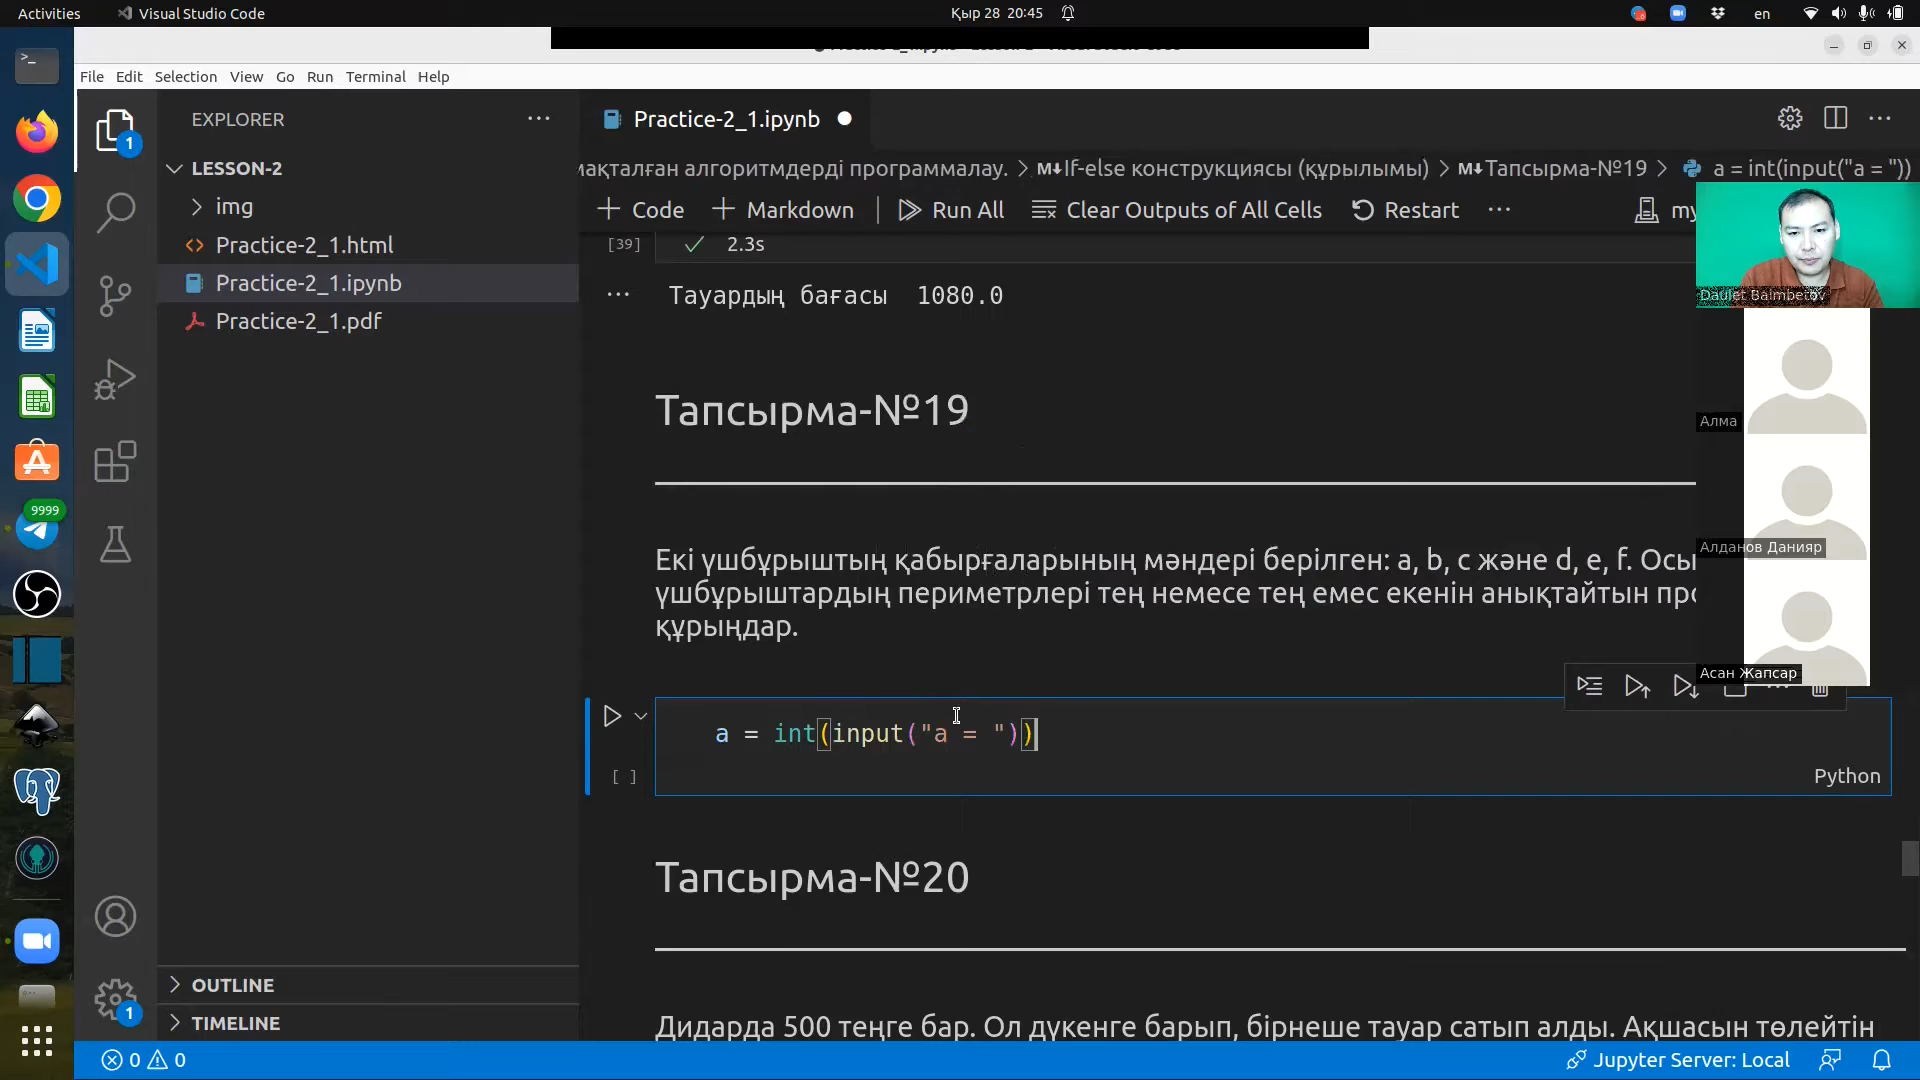 Activities
Visual Studio Code
Қыр 28 20:45
en
File Edit Selection View Go Run Terminal Help
EXPLORER
LESSON-2
img
Practice-2_1.html
Practice-2_1.ipynb
Practice-2_1.pdf
OUTLINE
TIMELINE
1
9999
1
Practice-2_1.ipynb
мақталған алгоритмдерді программалау. > If-else конструкциясы (құрылымы) > Тапсырма-№19 > a = int(input("a = "))
Code Markdown Run All Clear Outputs of All Cells Restart
[39] 2.3s
Тауардың бағасы 1080.0
Тапсырма-№19
Екі үшбұрыштың қабырғаларының мәндері берілген: a, b, c және d, e, f. Осы
үшбұрыштардың периметрлері тең немесе тең емес екенін анықтайтын
құрыңдар.
a = int(input("a = "))
[ ]
Python
Тапсырма-№20
Дидарда 500 теңге бар. Ол дүкенге барып, бірнеше тауар сатып алды. Ақшасын төлейтін
Daulet Baimbetov
Алма
Алданов Данияр
Асан Жапсар
0 0
Jupyter Server: Local